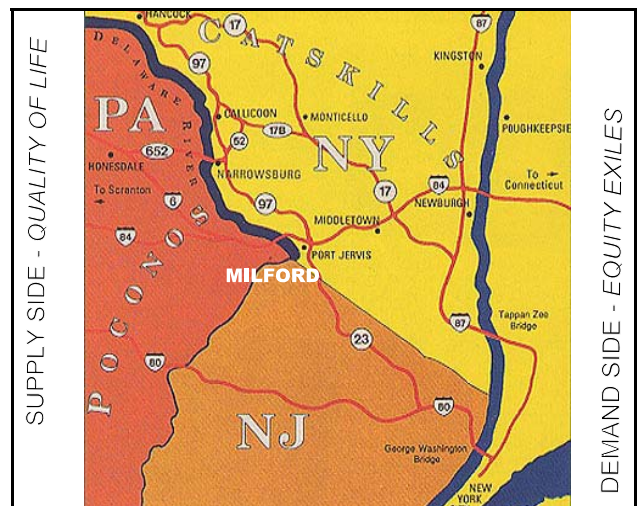 SUPPLY SIDE - QUALITY OF LIFE
HANCOCK
17
87
CATSKILLS
KINGSTON
DELAWARE RIVER
97
PA
CALLICOON
MONTICELLO
POUGHKEEPSIE
17B
52
NY
652
HONESDALE
NARROWSBURG
To Scranton
6
97
17
84
To
Connecticut
NEWBURGH
MIDDLETOWN
84
PORT JERVIS
MILFORD
POCONOS
87
Tappan Zee
Bridge
23
80
80
NJ
George Washington
Bridge
NEW
YORK
DEMAND SIDE - EQUITY EXILES